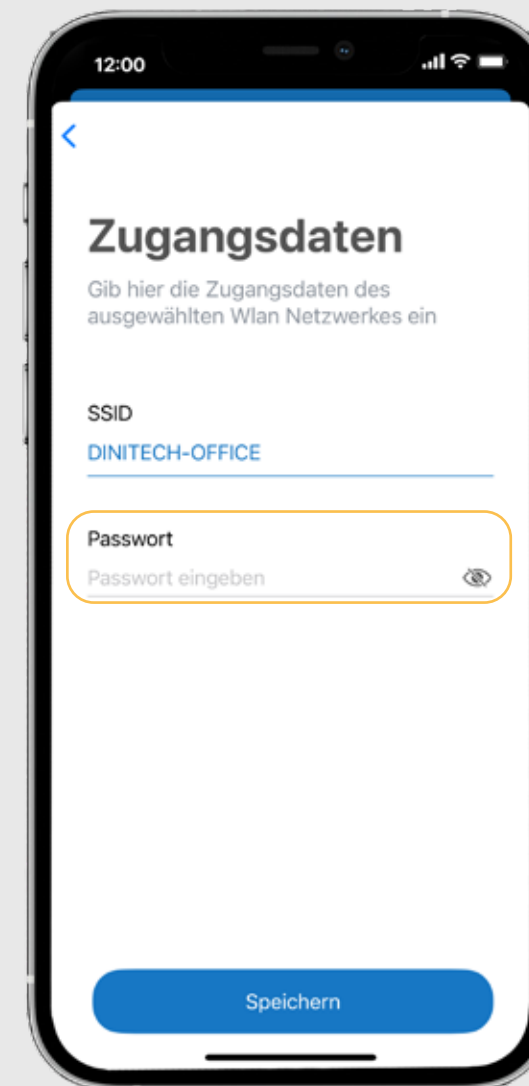 12:00
Zugangsdaten
Gib hier die Zugangsdaten des
ausgewählten Wlan Netzwerkes ein
SSID
DINITECH-OFFICE
Passwort
Passwort eingeben
Speichern